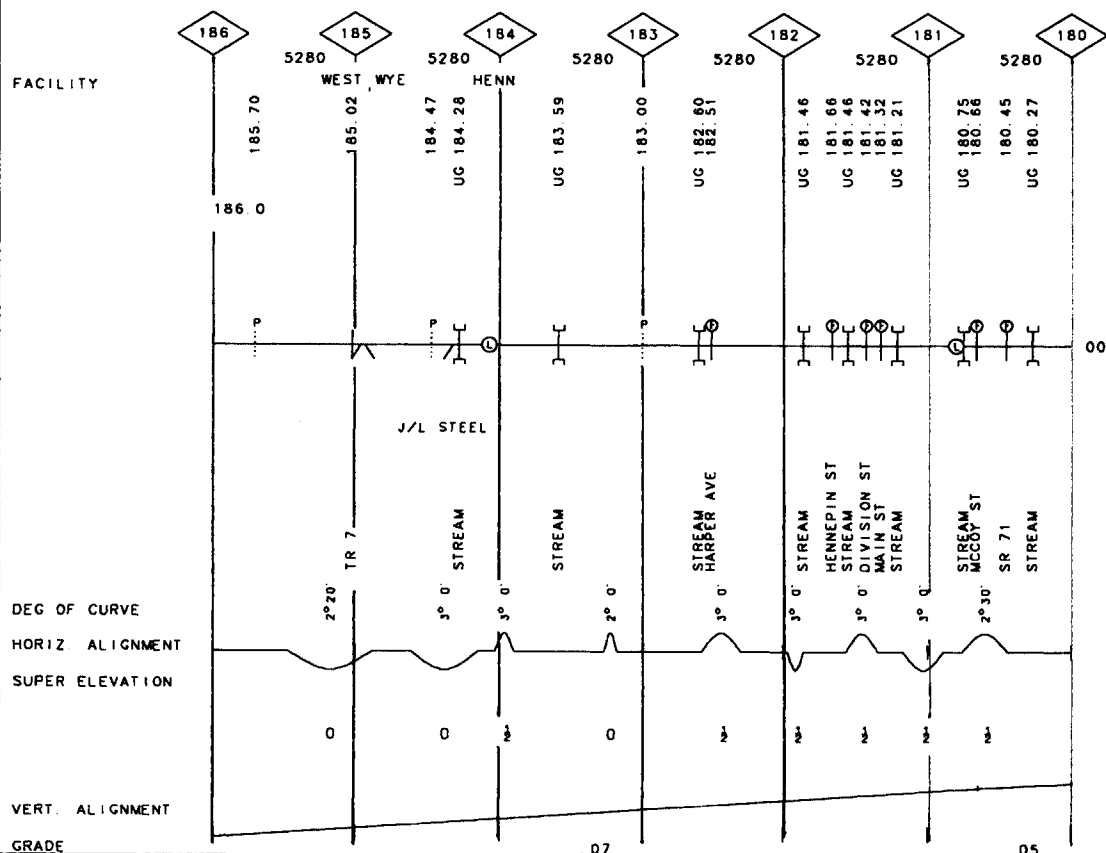 186 185 184 183 182 181 180
5280 5280 5280 5280 5280 5280
FACILITY
WEST WYE HENN
185.70 185.02 184.47 UG 184.28 UG 183.59 183.00 UG 182.60 182.51 UG 181.46 181.66 UG 181.46 181.42 181.32 UG 181.21 UG 180.75 180.66 180.45 UG 180.27
186.0
P P P P P P P P P
L L
00
J/L STEEL
TR 7 STREAM STREAM STREAM HARPER AVE STREAM HENNEPIN ST STREAM DIVISION ST MAIN ST STREAM STREAM MCCOY ST SR 71 STREAM
DEG OF CURVE
2°20' 3° 0' 3° 0' 2° 0' 3° 0' 3° 0' 3° 0' 3° 0' 2°30'
HORIZ. ALIGNMENT
SUPER ELEVATION
0 0 ½ 0 ½ ½ ½ ½ ½
VERT. ALIGNMENT
GRADE
.07 .05